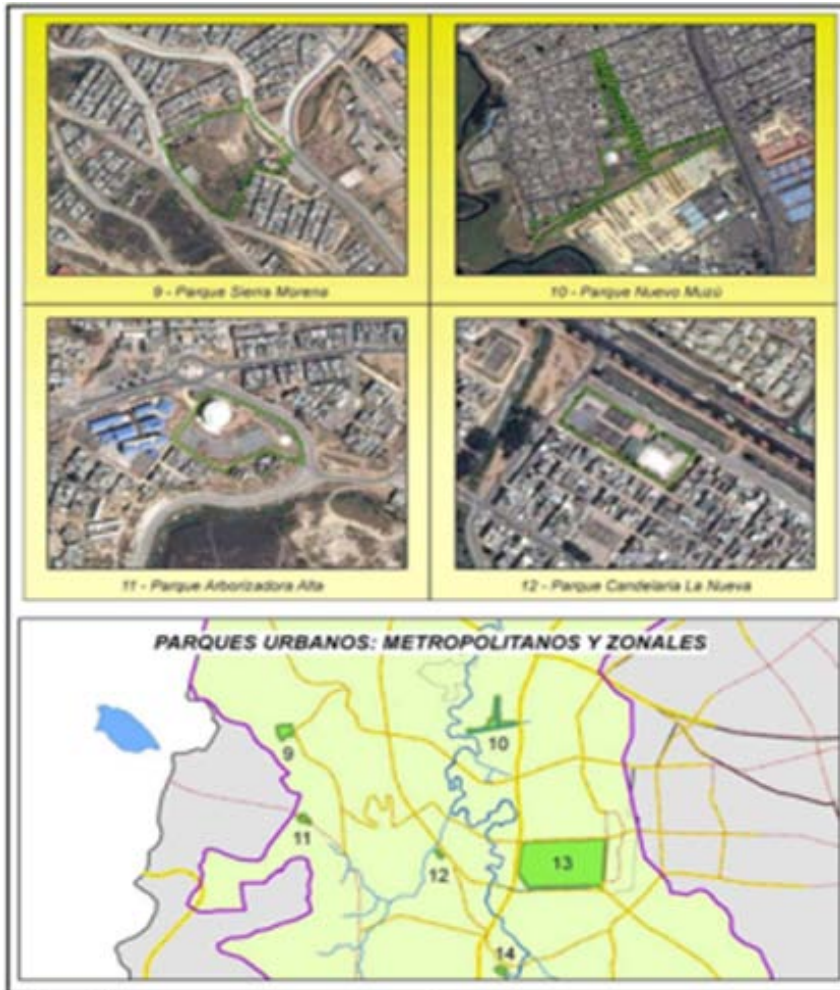 9 - Parque Sierra Morena
10 - Parque Nuevo Muzú
11 - Parque Arborizadora Alta
12 - Parque Candelaria La Nueva
PARQUES URBANOS: METROPOLITANOS Y ZONALES
9
10
11
12
13
14